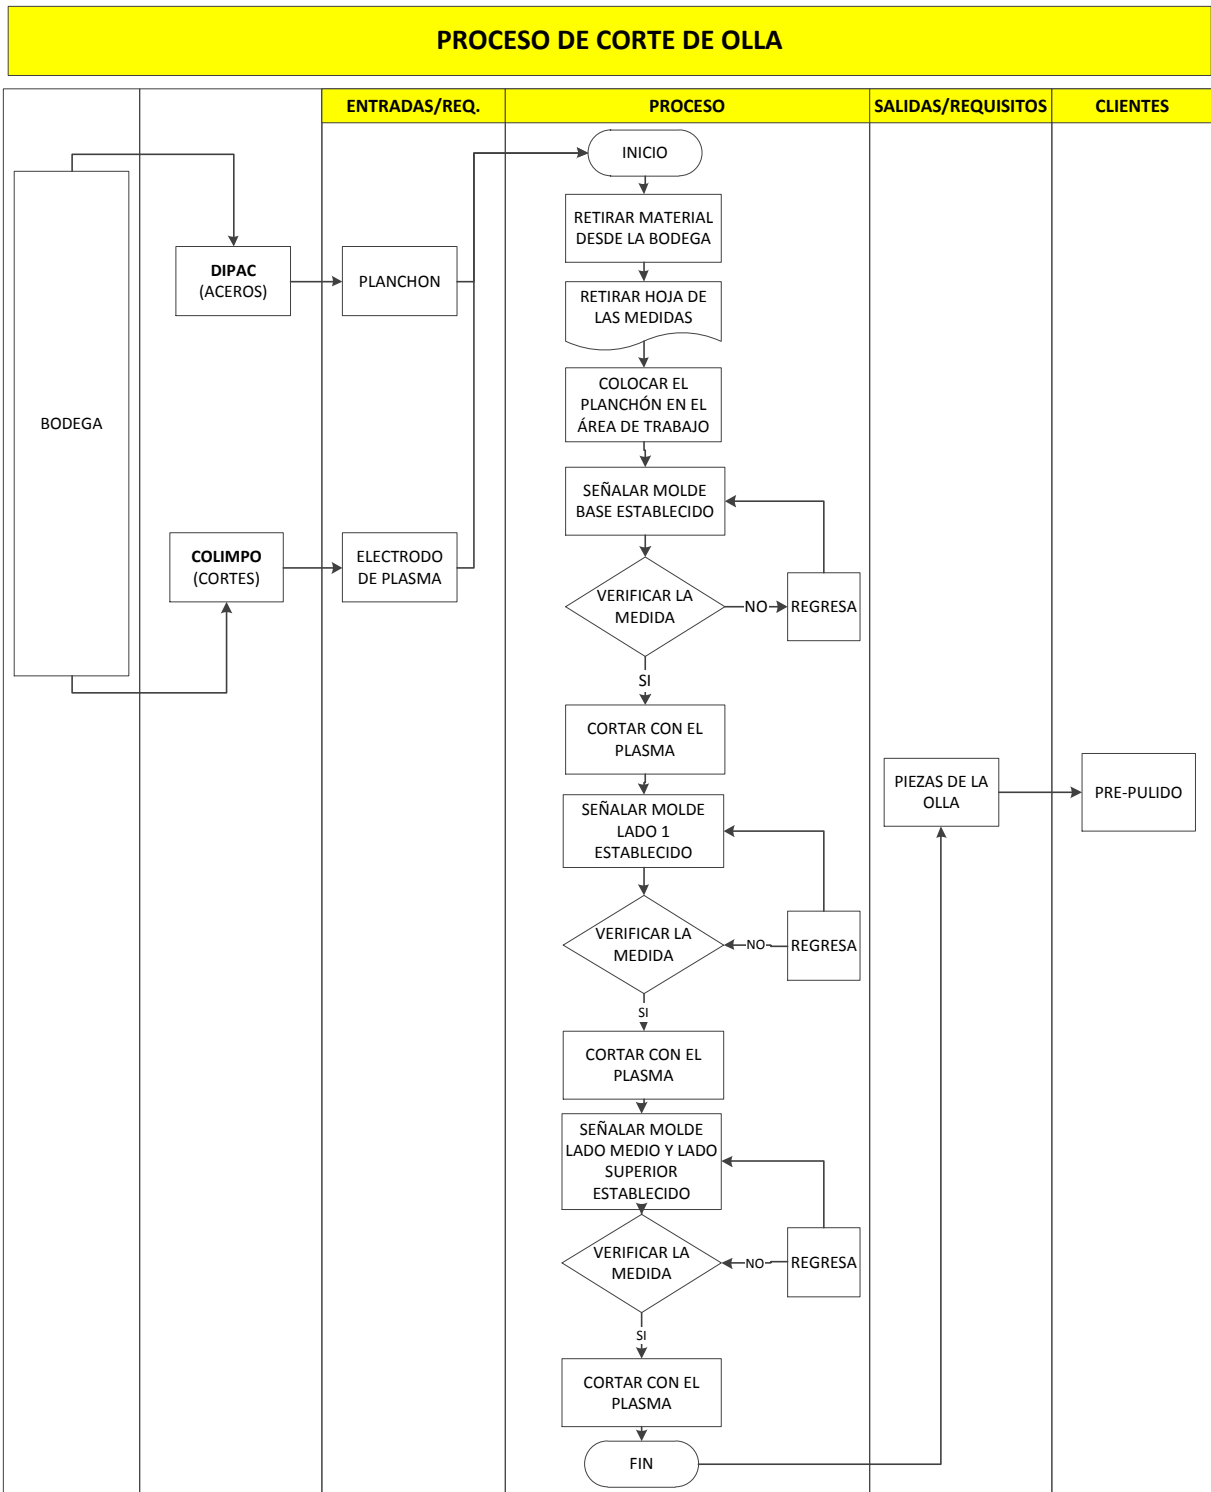 PROCESO DE CORTE DE OLLA
ENTRADAS/REQ.
PROCESO
SALIDAS/REQUISITOS
CLIENTES
BODEGA
DIPAC
(ACEROS)
COLIMPO
(CORTES)
PLANCHON
ELECTRODO
DE PLASMA
INICIO
RETIRAR MATERIAL
DESDE LA BODEGA
RETIRAR HOJA DE
LAS MEDIDAS
COLOCAR EL
PLANCHÓN EN EL
ÁREA DE TRABAJO
SEÑALAR MOLDE
BASE ESTABLECIDO
VERIFICAR LA
MEDIDA
NO
REGRESA
SI
CORTAR CON EL
PLASMA
SEÑALAR MOLDE
LADO 1
ESTABLECIDO
VERIFICAR LA
MEDIDA
NO
REGRESA
SI
CORTAR CON EL
PLASMA
SEÑALAR MOLDE
LADO MEDIO Y LADO
SUPERIOR
ESTABLECIDO
VERIFICAR LA
MEDIDA
NO
REGRESA
SI
CORTAR CON EL
PLASMA
FIN
PIEZAS DE LA
OLLA
PRE-PULIDO